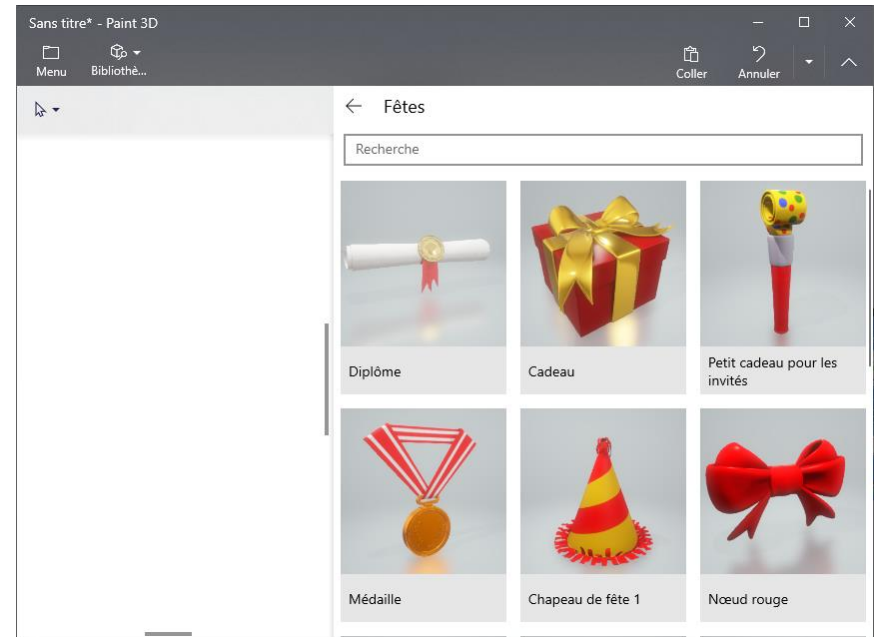 Sans titre* - Paint 3D
Menu
Bibliothè...
Coller
Annuler
Fêtes
Recherche
Diplôme
Cadeau
Petit cadeau pour les
invités
Médaille
Chapeau de fête 1
Nœud rouge